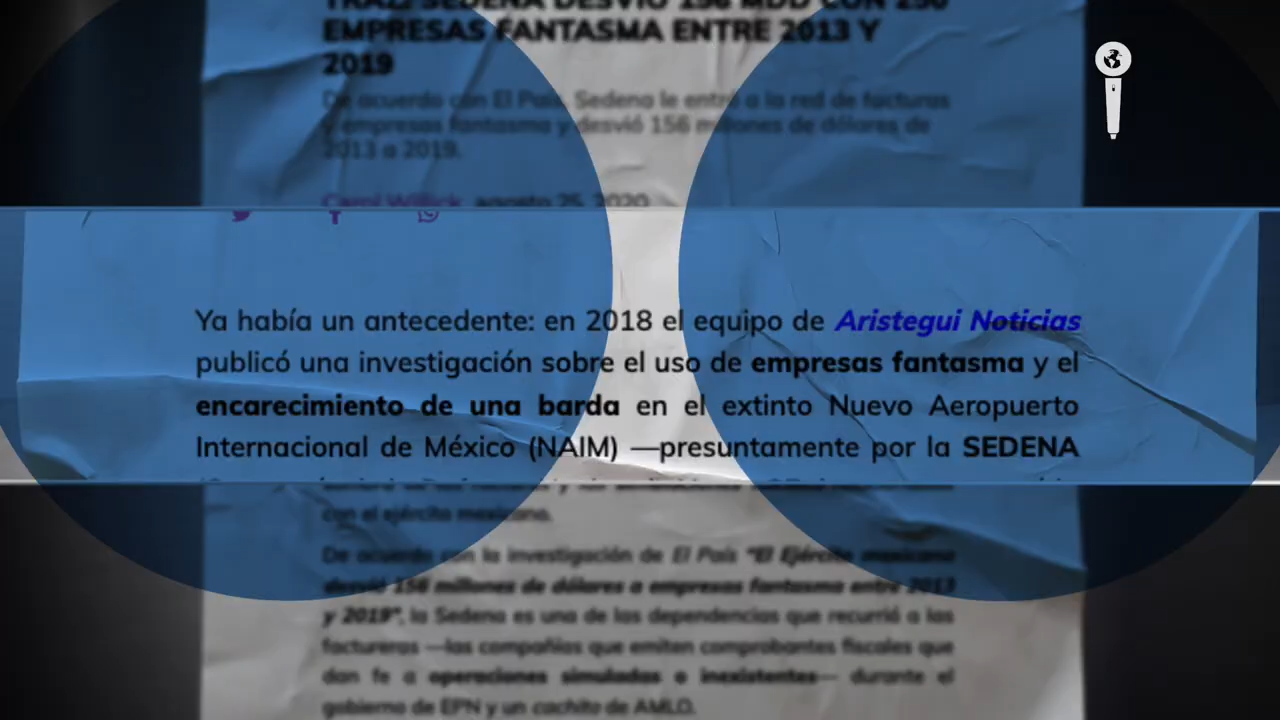 TRAZ: SEDENA DESVIÓ 156 MDD CON 250
EMPRESAS FANTASMA ENTRE 2013 Y
2019
De acuerdo con El País, Sedena le entró a la red de facturas
y empresas fantasma y desvió 156 millones de dólares de
2013 a 2019.
agosto 25, 2020
Ya había un antecedente: en 2018 el equipo de Aristegui Noticias
publicó una investigación sobre el uso de empresas fantasma y el
encarecimiento de una barda en el extinto Nuevo Aeropuerto
Internacional de México (NAIM) —presuntamente por la SEDENA
con el ejército mexicano.
De acuerdo con la investigación de El País "El Ejército mexicano
desvió 156 millones de dólares a empresas fantasma entre 2013
y 2019", la Sedena es una de las dependencias que recurrió a las
factureras —las compañías que emiten comprobantes fiscales que
dan fe a operaciones simuladas o inexistentes— durante el
gobierno de EPN y un cachito de AMLO.